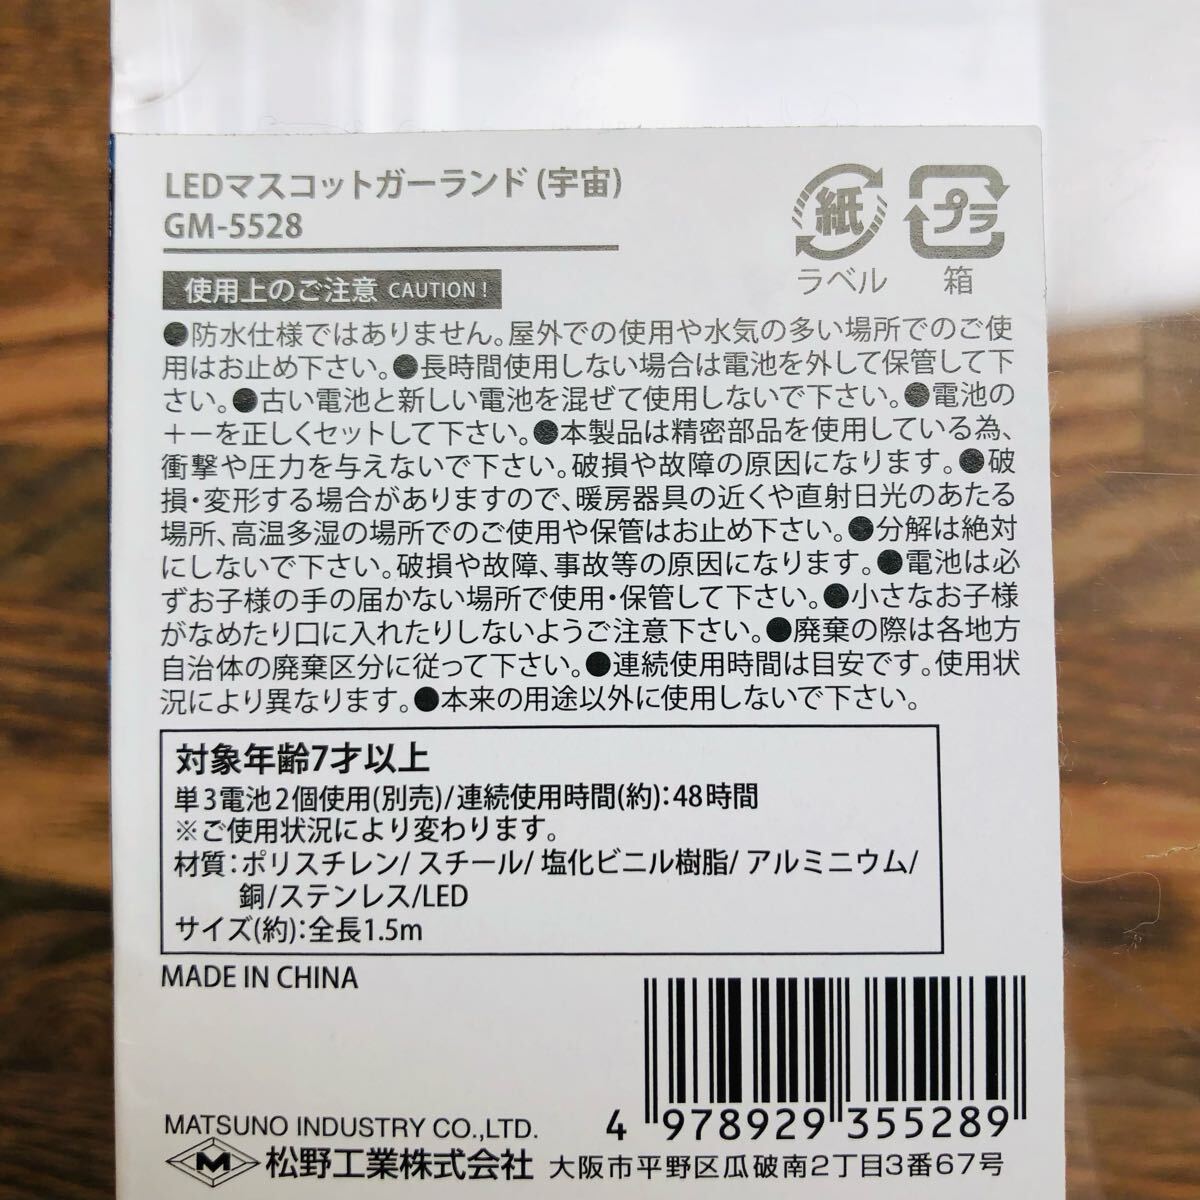 LEDマスコットガーランド (宇宙)
GM-5528
紙
ラベル
プラ
箱
使用上のご注意 CAUTION!
●防水仕様ではありません。屋外での使用や水気の多い場所でのご使
用はお止め下さい。●長時間使用しない場合は電池を外して保管して下
さい。●古い電池と新しい電池を混ぜて使用しないで下さい。●電池の
＋−を正しくセットして下さい。●本製品は精密部品を使用している為、
衝撃や圧力を与えないで下さい。破損や故障の原因になります。●破
損・変形する場合がありますので、暖房器具の近くや直射日光のあたる
場所、高温多湿の場所でのご使用や保管はお止め下さい。●分解は絶対
にしないで下さい。破損や故障、事故等の原因になります。●電池は必
ずお子様の手の届かない場所で使用・保管して下さい。●小さなお子様
がなめたり口に入れたりしないようご注意下さい。●廃棄の際は各地方
自治体の廃棄区分に従って下さい。●連続使用時間は目安です。使用状
況により異なります。●本来の用途以外に使用しないで下さい。
対象年齢7才以上
単3電池2個使用(別売)/連続使用時間(約):48時間
※ご使用状況により変わります。
材質:ポリスチレン/ スチール/ 塩化ビニル樹脂/ アルミニウム/
銅/ステンレス/LED
サイズ(約):全長1.5m
MADE IN CHINA
4 978929 355289
MATSUNO INDUSTRY CO.,LTD.
M 松野工業株式会社 大阪市平野区瓜破南2丁目3番67号